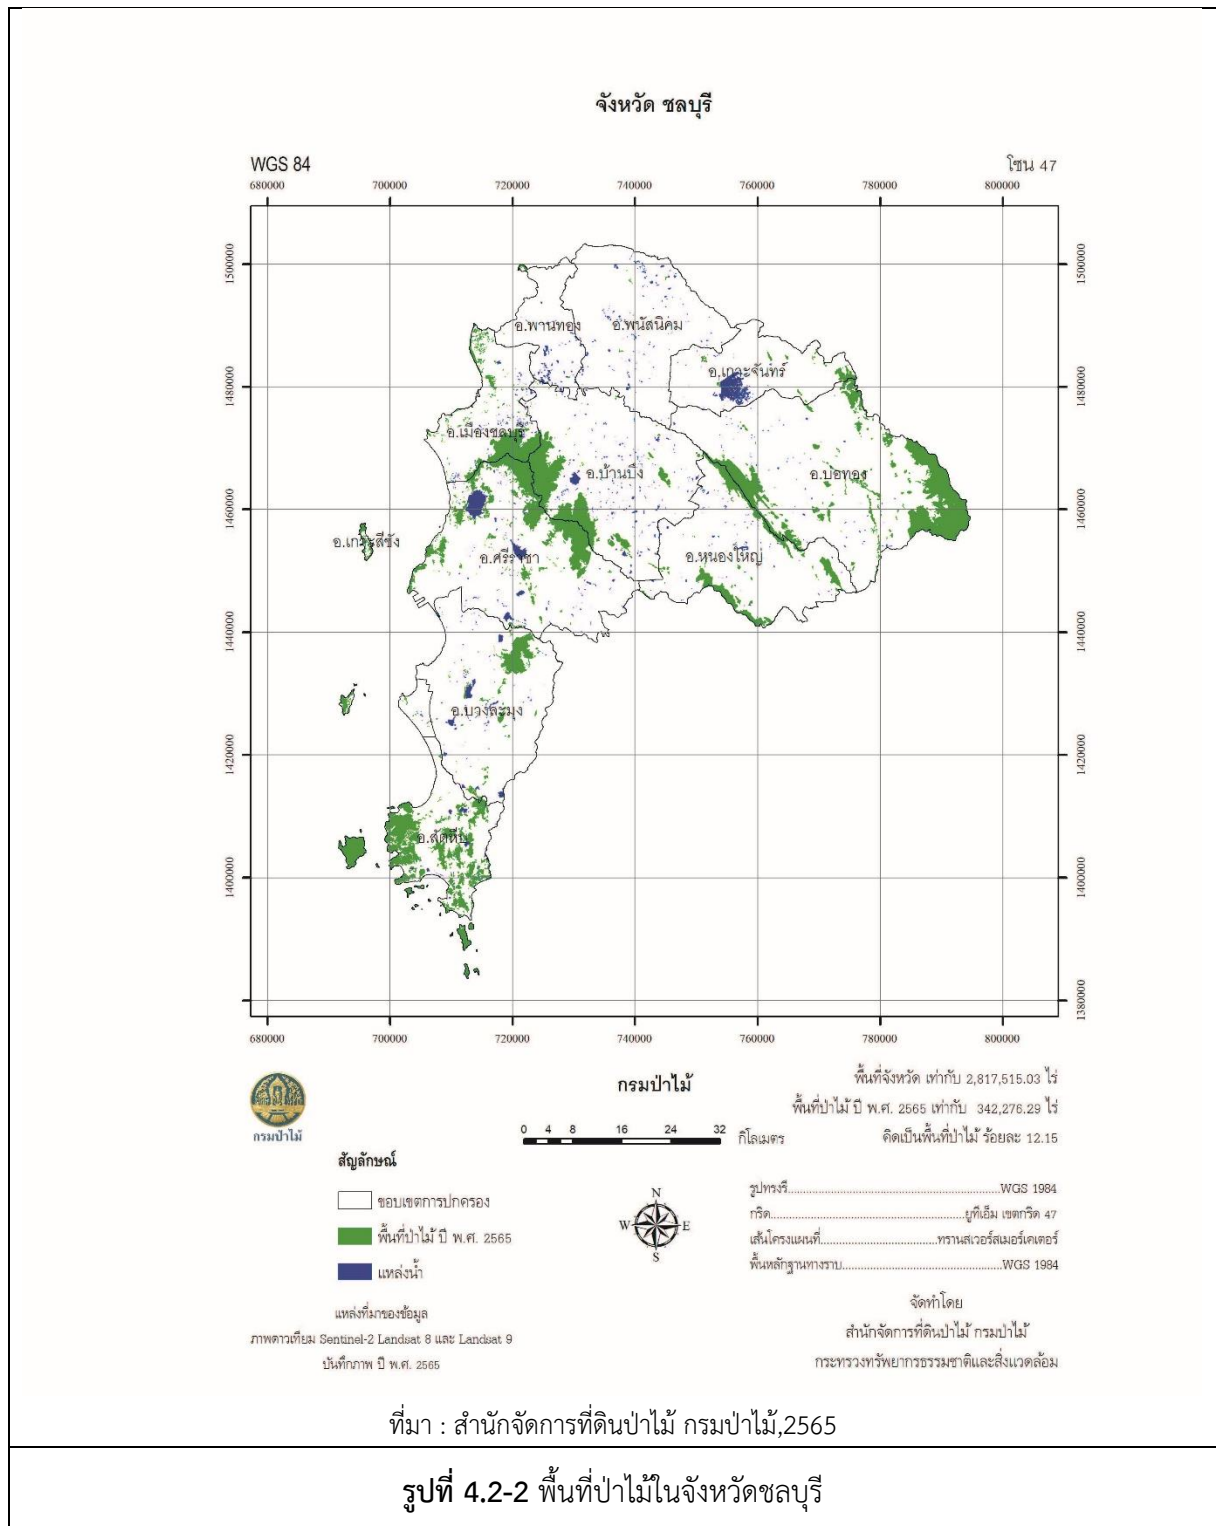 จังหวัด ชลบุรี
WGS 84
โซน 47
680000 700000 720000 740000 760000 780000 800000
1500000 1500000
อ.พานทอง อ.พนัสนิคม
อ.เกาะจันทร์
1480000 1480000
อ.เมืองชลบุรี
อ.บ้านบึง อ.บ่อทอง
1460000 1460000
อ.เกาะสีชัง
อ.ศรีราชา อ.หนองใหญ่
1440000 1440000
อ.บางละมุง
1420000 1420000
อ.สัตหีบ
1400000 1400000
1380000 1380000
680000 700000 720000 740000 760000 780000 800000
กรมป่าไม้
กรมป่าไม้
0 4 8 16 24 32
กิโลเมตร
พื้นที่จังหวัด เท่ากับ 2,817,515.03 ไร่
พื้นที่ป่าไม้ ปี พ.ศ. 2565 เท่ากับ 342,276.29 ไร่
คิดเป็นพื้นที่ป่าไม้ ร้อยละ 12.15
สัญลักษณ์
ขอบเขตการปกครอง
พื้นที่ป่าไม้ ปี พ.ศ. 2565
แหล่งน้ำ
N
W E
S
รูปทรงรี.....WGS 1984
กริด.....ยูทีเอ็ม เขตกริด 47
เส้นโครงแผนที่.....ทรานสเวอร์สเมอร์เคเตอร์
พื้นหลักฐานทางราบ.....WGS 1984
แหล่งที่มาของข้อมูล
ภาพดาวเทียม Sentinel-2 Landsat 8 และ Landsat 9
บันทึกภาพ ปี พ.ศ. 2565
จัดทำโดย
สำนักจัดการที่ดินป่าไม้ กรมป่าไม้
กระทรวงทรัพยากรธรรมชาติและสิ่งแวดล้อม
ที่มา : สำนักจัดการที่ดินป่าไม้ กรมป่าไม้,2565
รูปที่ 4.2-2 พื้นที่ป่าไม้ในจังหวัดชลบุรี